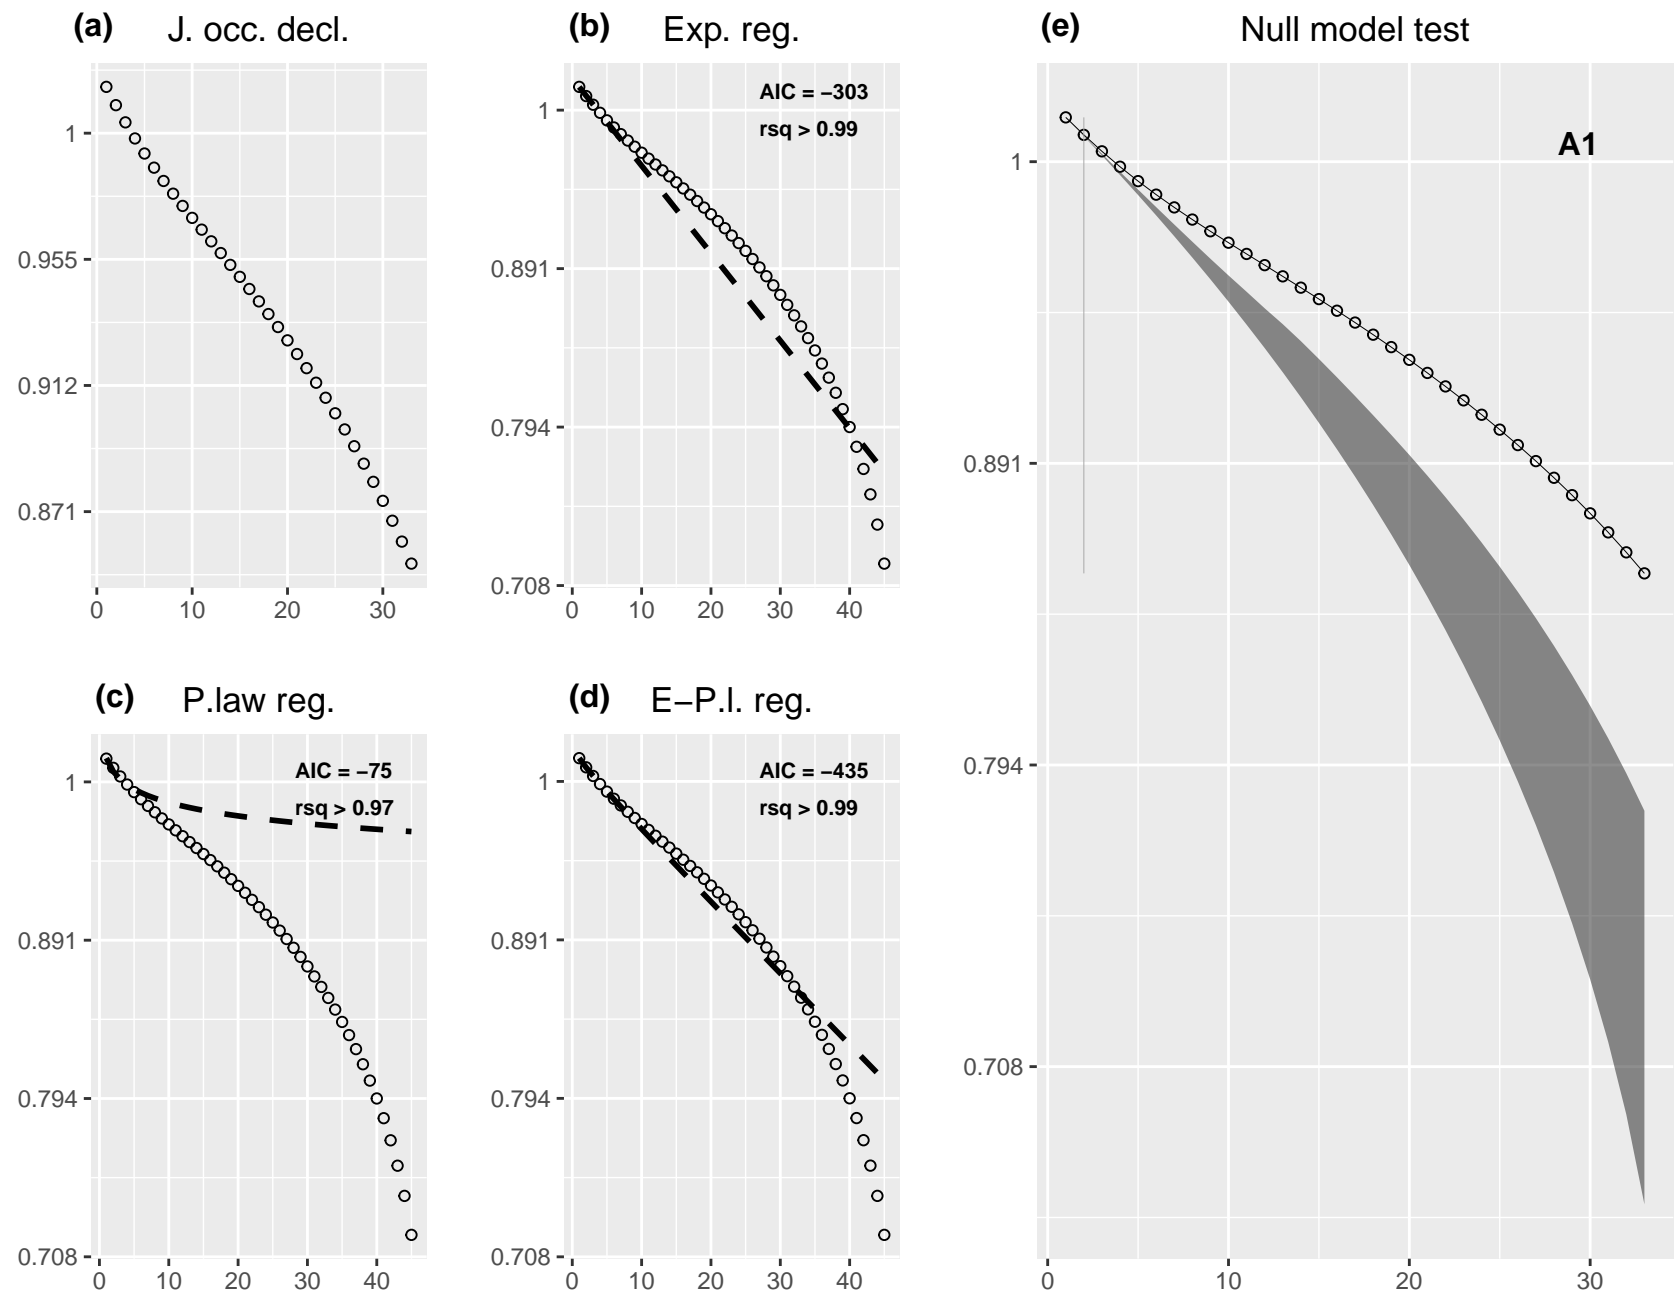 (a) J. occ. decl.
1
0.955
0.912
0.871
0 10 20 30
(b) Exp. reg.
AIC = −303
rsq > 0.99
1
0.891
0.794
0.708
0 10 20 30 40
(c) P.law reg.
AIC = −75
rsq > 0.97
1
0.891
0.794
0.708
0 10 20 30 40
(d) E−P.l. reg.
AIC = −435
rsq > 0.99
1
0.891
0.794
0.708
0 10 20 30 40
(e) Null model test
A1
1
0.891
0.794
0.708
0 10 20 30